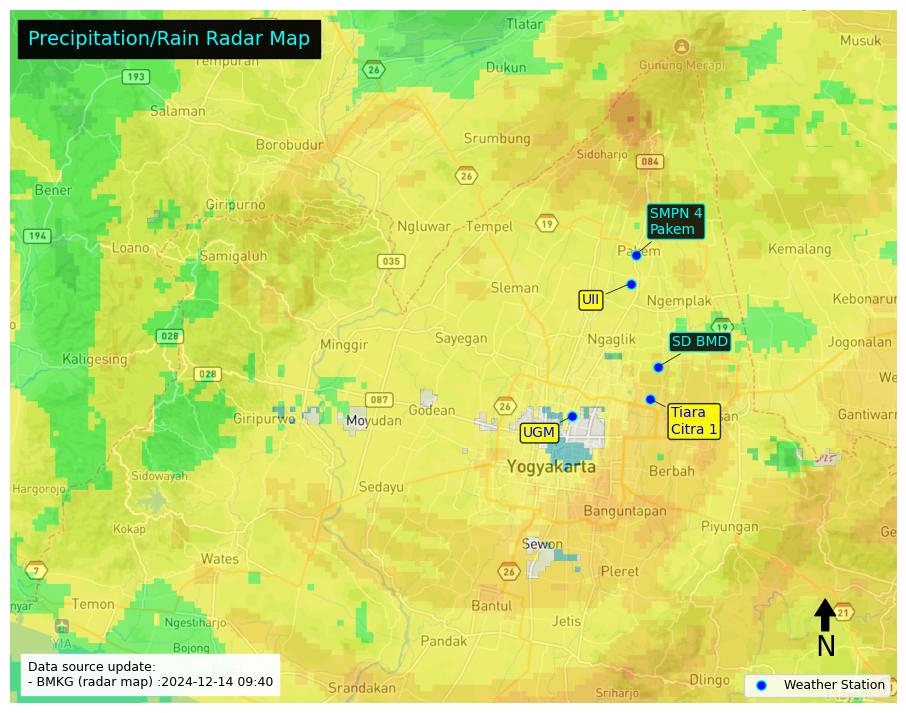 Precipitation/Rain Radar Map
Tlatar
Musuk
Tempuran
Gunung Merapi
26
Dukun
193
Salaman
Srumbung
Borobudur
Sidoharjo
084
26
Bener
Giripurno
SMPN 4
Pakem
19
Ngluwar
Tempel
194
Loano
Pakem
Kemalang
Samigaluh
035
Sleman
UII
Ngemplak
Kebonarum
19
028
Minggir
Sayegan
Ngaglik
SD BMD
Jogonalan
Kaligesing
028
087
Godean
26
Tiara
Citra 1
Gantiwarno
Giripurwo
Moyudan
UGM
Yogyakarta
Berbah
Sidowayah
Hargorojo
Sedayu
Banguntapan
Kokap
Piyungan
Sewon
Wates
7
26
Pleret
Temon
Bantul
21
Ngestiharjo
Jetis
YIA
Pandak
N
Bojong
Data source update:
- BMKG (radar map) :2024-12-14 09:40
Dlingo
Srandakan
Sriharjo
Weather Station